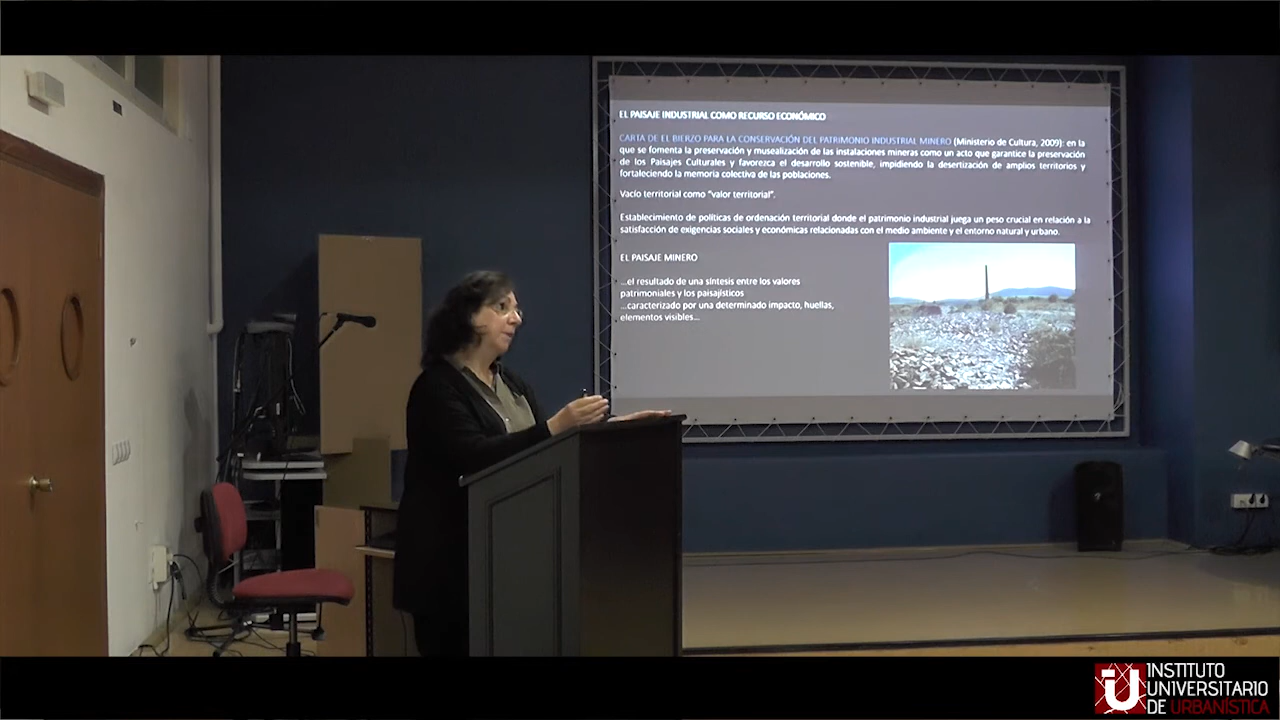 EL PAISAJE INDUSTRIAL COMO RECURSO ECONÓMICO
CARTA DE EL BIERZO PARA LA CONSERVACIÓN DEL PATRIMONIO INDUSTRIAL MINERO (Ministerio de Cultura, 2009): en la
que se fomenta la preservación y musealización de las instalaciones mineras como un acto que garantice la preservación
de los Paisajes Culturales y favorezca el desarrollo sostenible, impidiendo la desertización de amplios territorios y
fortaleciendo la memoria colectiva de las poblaciones.
Vacío territorial como "valor territorial".
Establecimiento de políticas de ordenación territorial donde el patrimonio industrial juega un peso crucial en relación a la
satisfacción de exigencias sociales y económicas relacionadas con el medio ambiente y el entorno natural y urbano.
EL PAISAJE MINERO
...el resultado de una síntesis entre los valores
patrimoniales y los paisajísticos
...caracterizado por una determinado impacto, huellas,
elementos visibles...
IU
INSTITUTO
UNIVERSITARIO
DE URBANÍSTICA